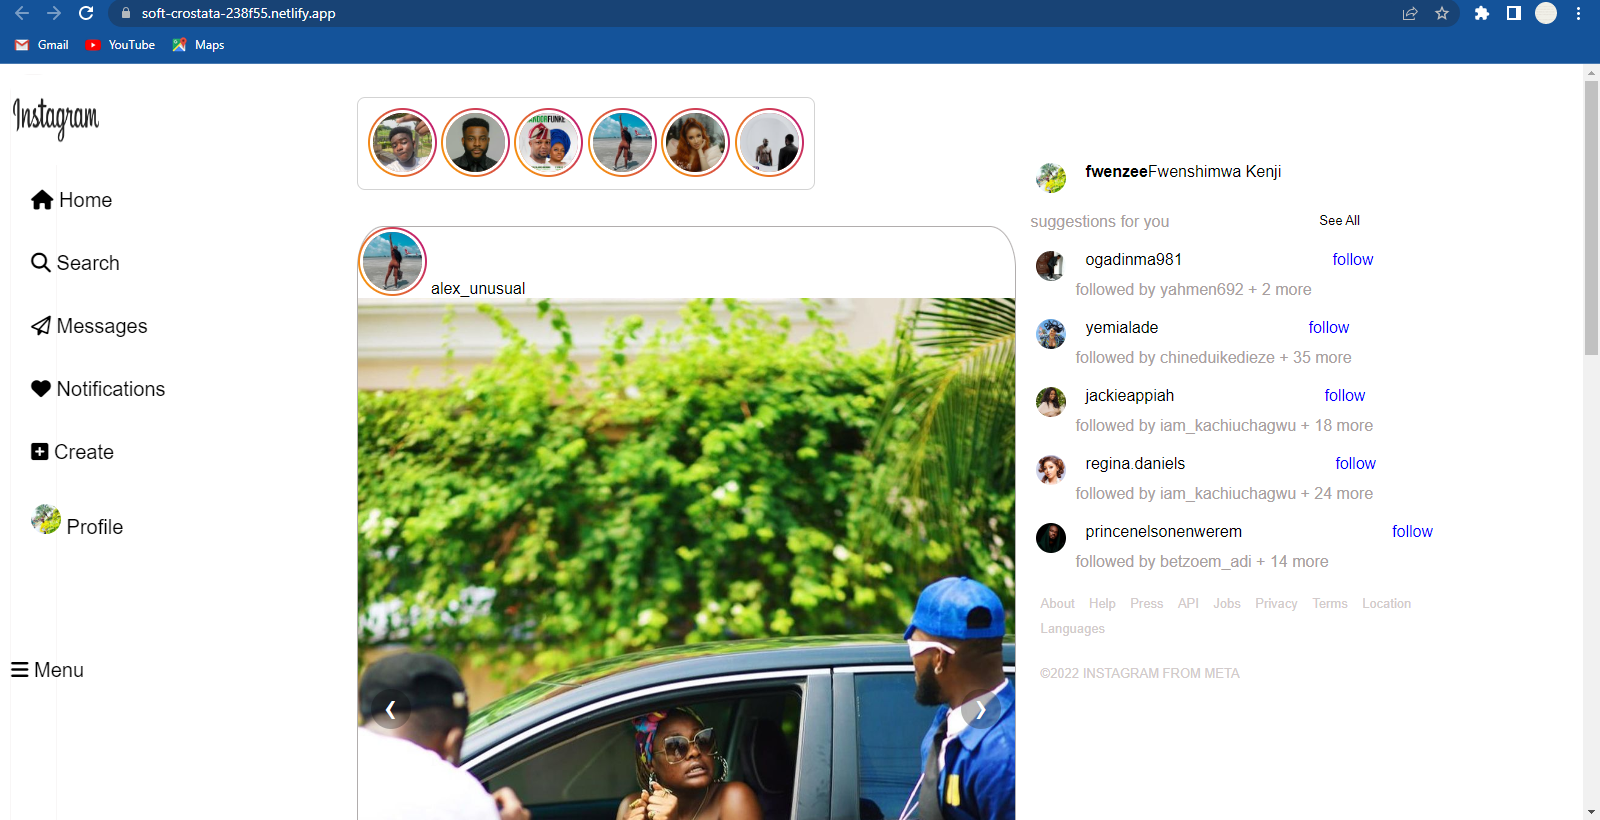 soft-crostata-238f55.netlify.app
Gmail YouTube Maps
Instagram
Home
Search
Messages
Notifications
Create
Profile
Menu
alex_unusual
fwenzeeFwenshimwa Kenji
suggestions for you See All
ogadinma981 follow
followed by yahmen692 + 2 more
yemialade follow
followed by chineduikedieze + 35 more
jackieappiah follow
followed by iam_kachiuchagwu + 18 more
regina.daniels follow
followed by iam_kachiuchagwu + 24 more
princenelsonenwerem follow
followed by betzoem_adi + 14 more
About Help Press API Jobs Privacy Terms Location
Languages
©2022 INSTAGRAM FROM META